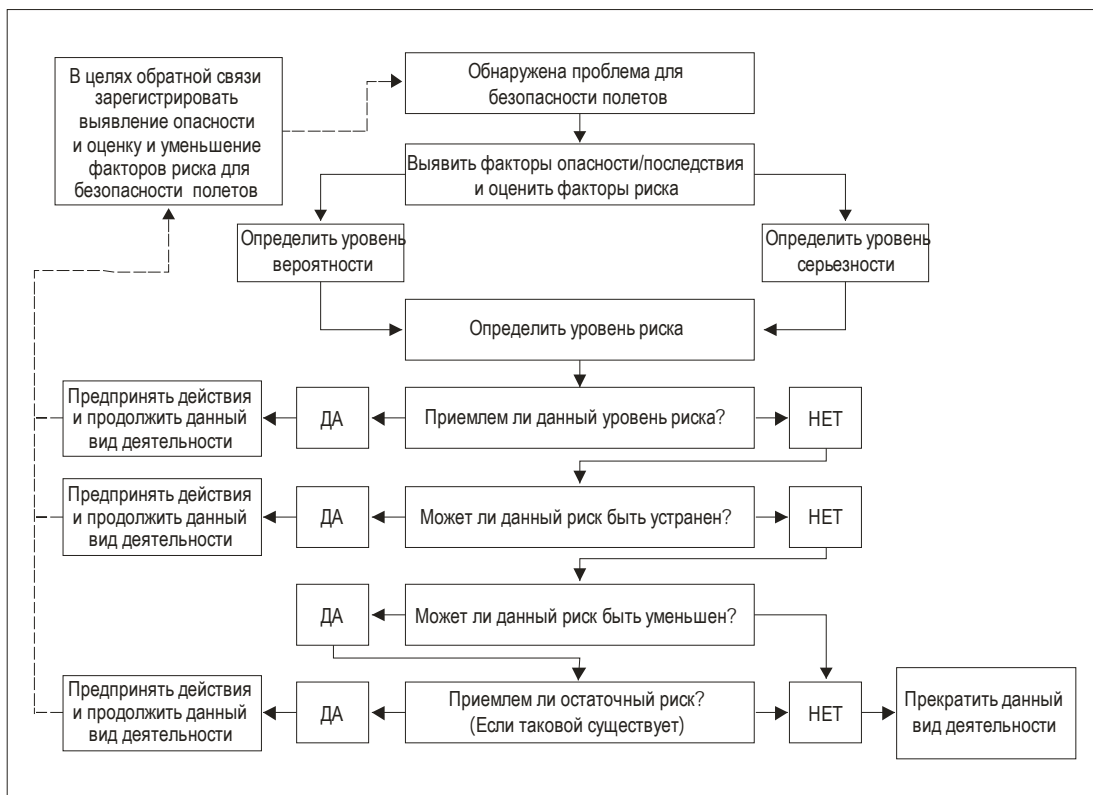 В целях обратной связи
зарегистрировать
выявление опасности
и оценку и уменьшение
факторов риска для
безопасности полетов
Обнаружена проблема для
безопасности полетов
Выявить факторы опасности/последствия
и оценить факторы риска
Определить уровень
вероятности
Определить уровень
серьезности
Определить уровень риска
Предпринять действия
и продолжить данный
вид деятельности
ДА
Приемлем ли данный уровень риска?
НЕТ
Предпринять действия
и продолжить данный
вид деятельности
ДА
Может ли данный риск быть устранен?
НЕТ
ДА
Может ли данный риск быть уменьшен?
Предпринять действия
и продолжить данный
вид деятельности
ДА
Приемлем ли остаточный риск?
(Если таковой существует)
НЕТ
Прекратить данный
вид деятельности